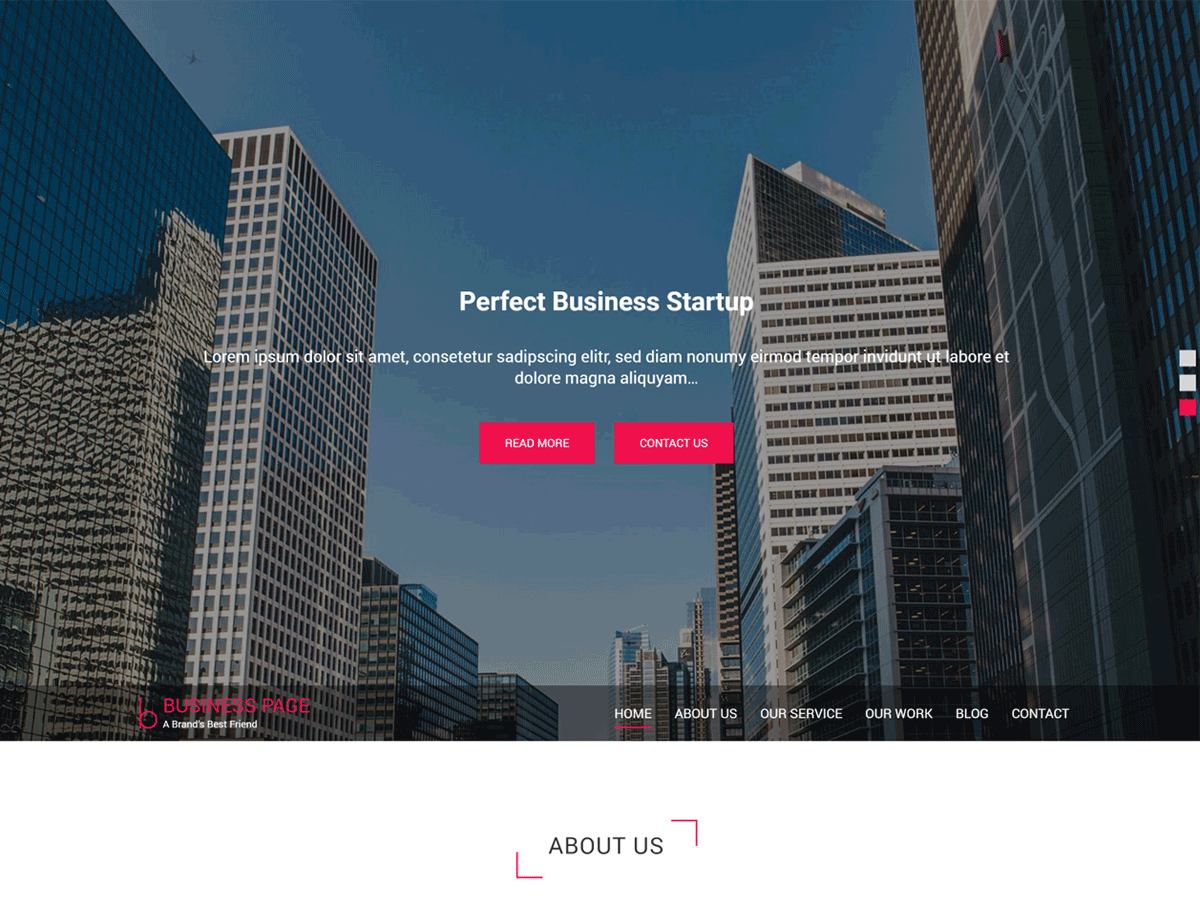 Perfect Business Startup
Lorem ipsum dolor sit amet, consetetur sadipscing elitr, sed diam nonumy eirmod tempor invidunt ut labore et
dolore magna aliquyam...
READ MORE
CONTACT US
b BUSINESS PAGE
A Brand's Best Friend
HOME
ABOUT US
OUR SERVICE
OUR WORK
BLOG
CONTACT
ABOUT US